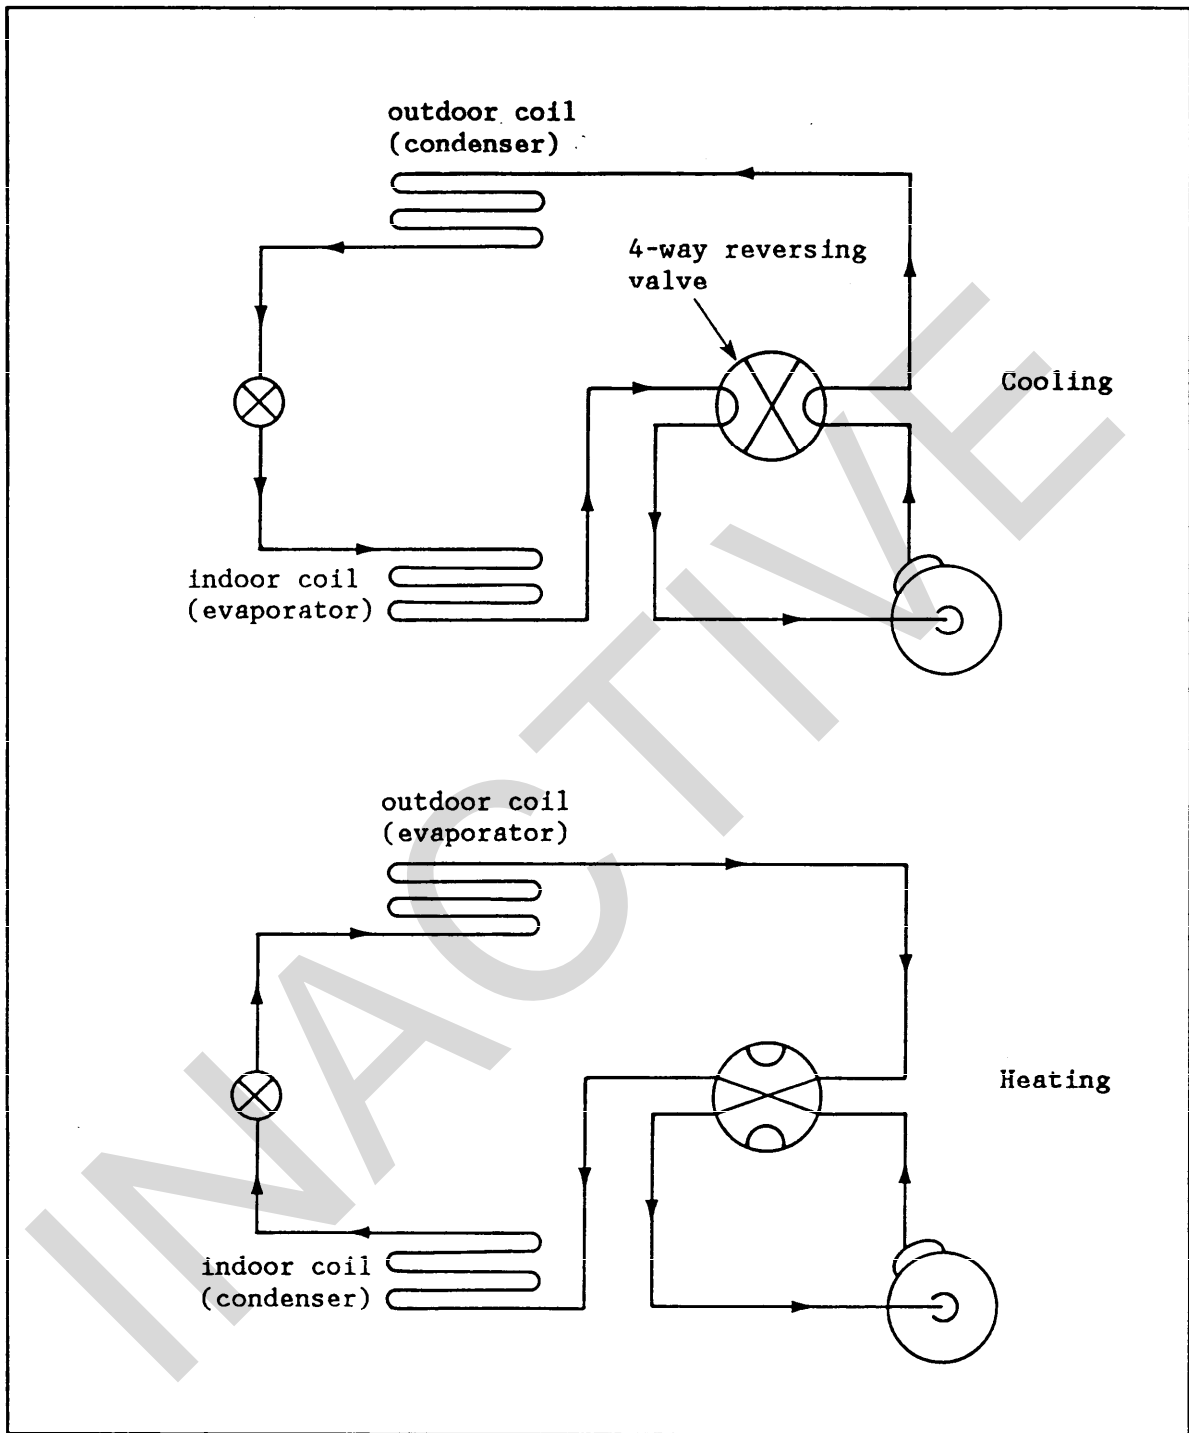 outdoor coil
(condenser)
4-way reversing
valve
Cooling
indoor coil
(evaporator)
outdoor coil
(evaporator)
Heating
indoor coil
(condenser)
INACTIVE